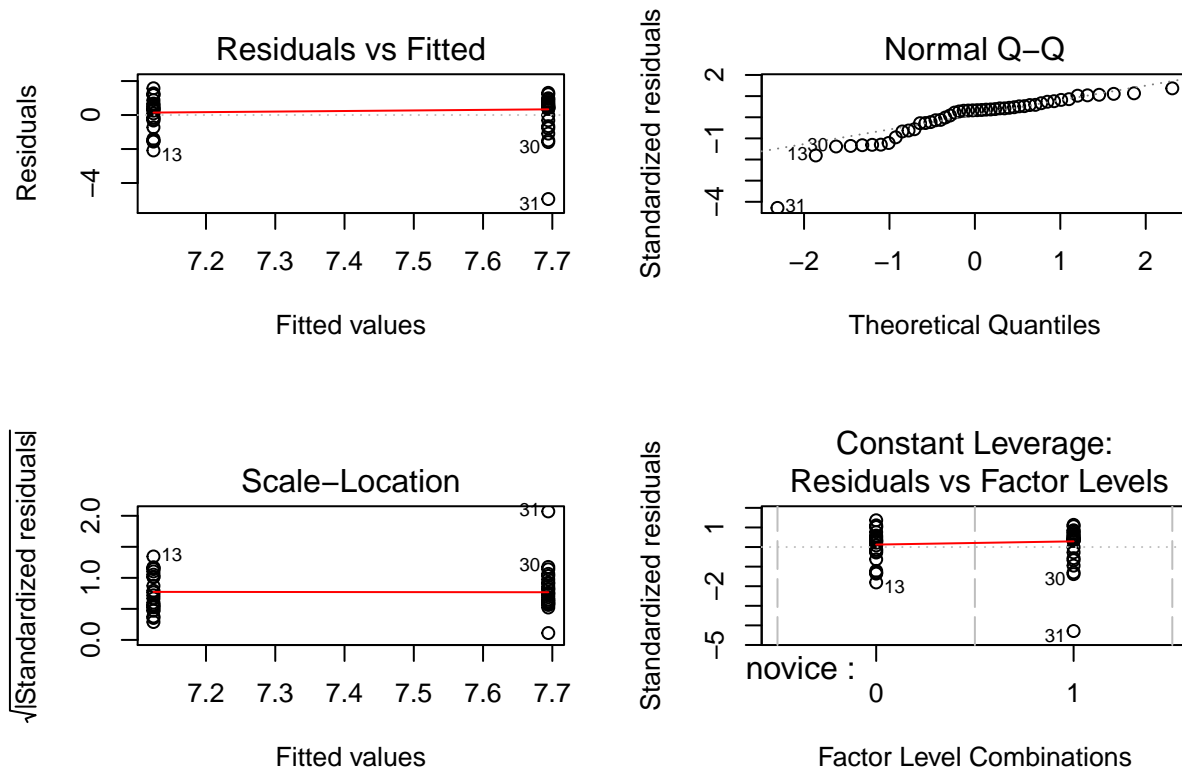 Residuals vs Fitted
Residuals
0
−4
13
30
31
7.2 7.3 7.4 7.5 7.6 7.7
Fitted values
Normal Q−Q
Standardized residuals
2
−1
−4
30
13
31
−2 −1 0 1 2
Theoretical Quantiles
Scale−Location
√|Standardized residuals|
2.0
1.0
0.0
13
31
30
7.2 7.3 7.4 7.5 7.6 7.7
Fitted values
Constant Leverage:
Residuals vs Factor Levels
Standardized residuals
1
−2
−5
13
30
31
novice :
0 1
Factor Level Combinations